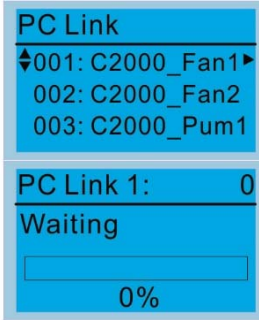 PC Link
001: C2000_Fan1
002: C2000_Fan2
003: C2000_Pum1
PC Link 1: 0
Waiting
0%